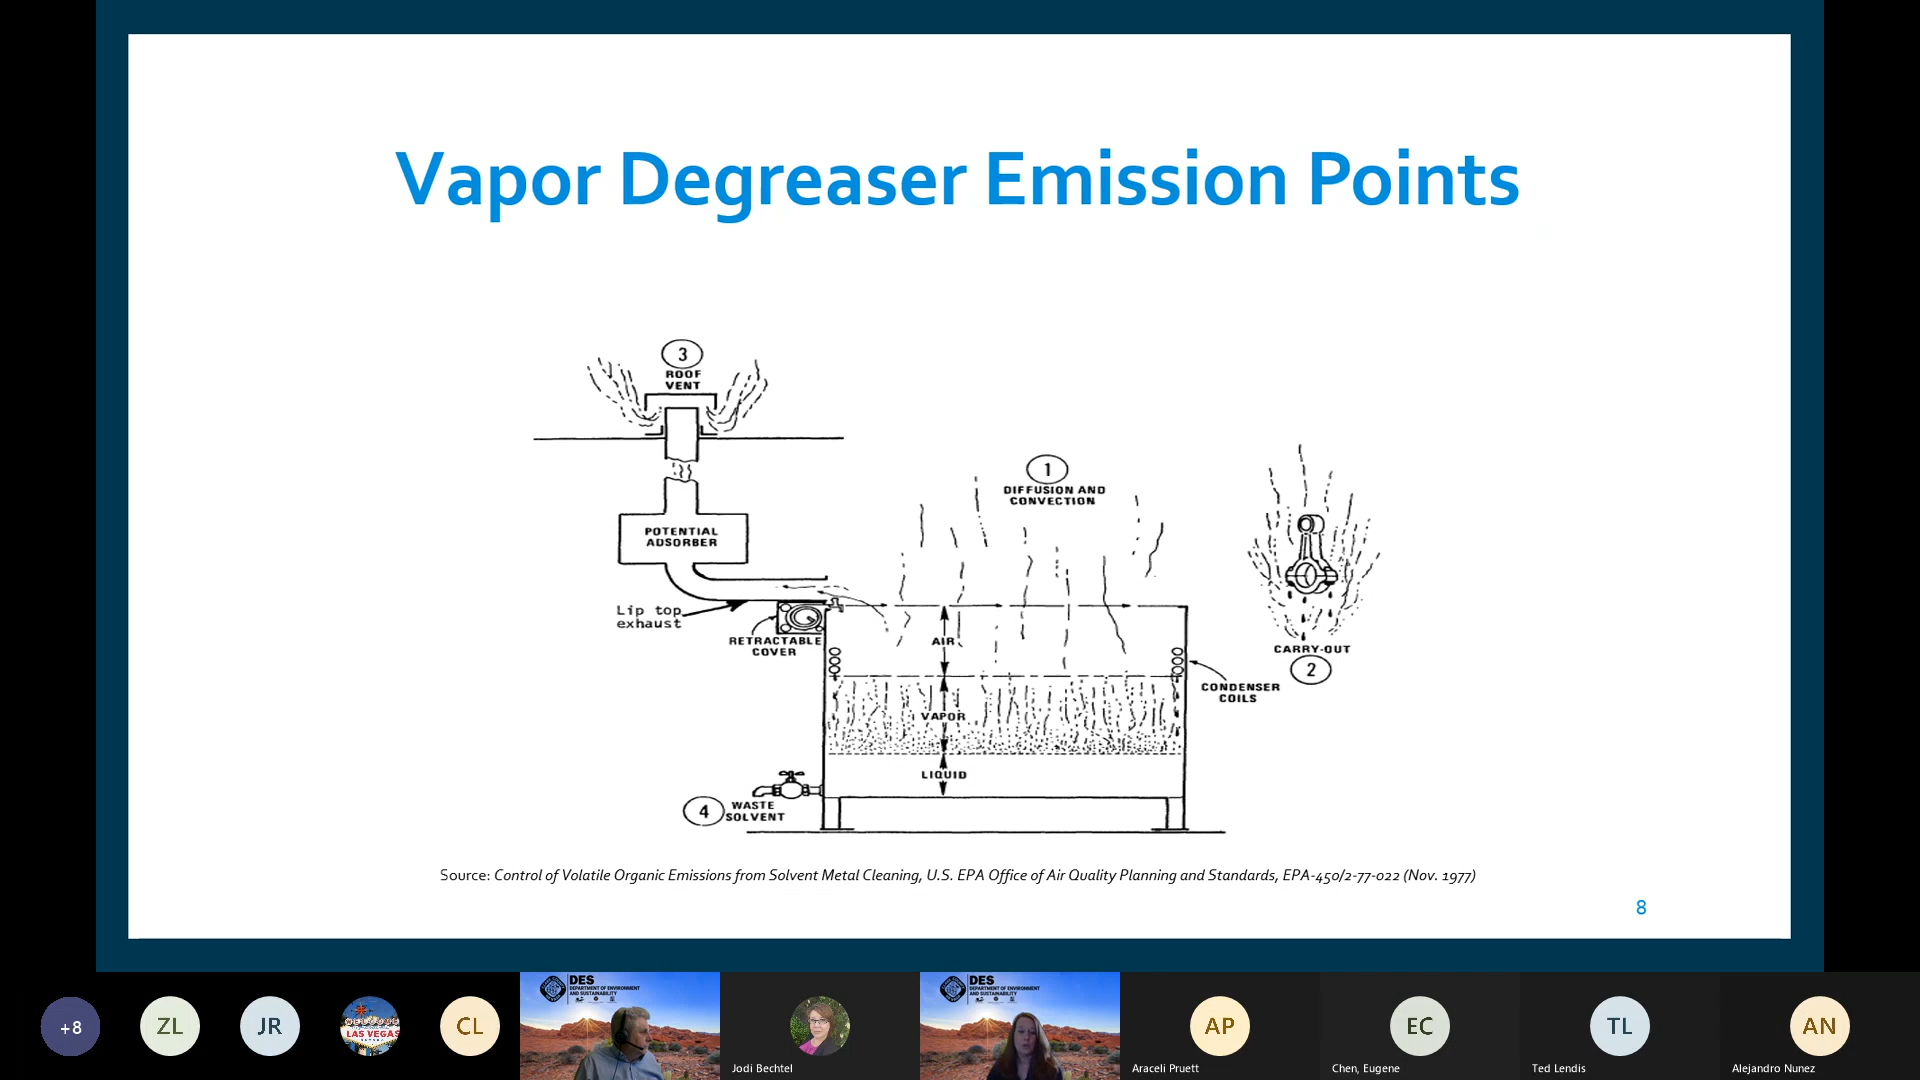 Vapor Degreaser Emission Points
3
ROOF
VENT
1
DIFFUSION AND
CONVECTION
POTENTIAL
ADSORBER
Lip top
exhaust
RETRACTABLE
COVER
AIR
CARRY-OUT
2
CONDENSER
COILS
VAPOR
LIQUID
4
WASTE
SOLVENT
Source: Control of Volatile Organic Emissions from Solvent Metal Cleaning, U.S. EPA Office of Air Quality Planning and Standards, EPA-450/2-77-022 (Nov. 1977)
8
+8
ZL
JR
WELCOME
LAS VEGAS
CL
DES
DEPARTMENT OF ENVIRONMENT
AND SUSTAINABILITY
Jodi Bechtel
DES
DEPARTMENT OF ENVIRONMENT
AND SUSTAINABILITY
AP
Araceli Pruett
EC
Chen, Eugene
TL
Ted Lendis
AN
Alejandro Nunez